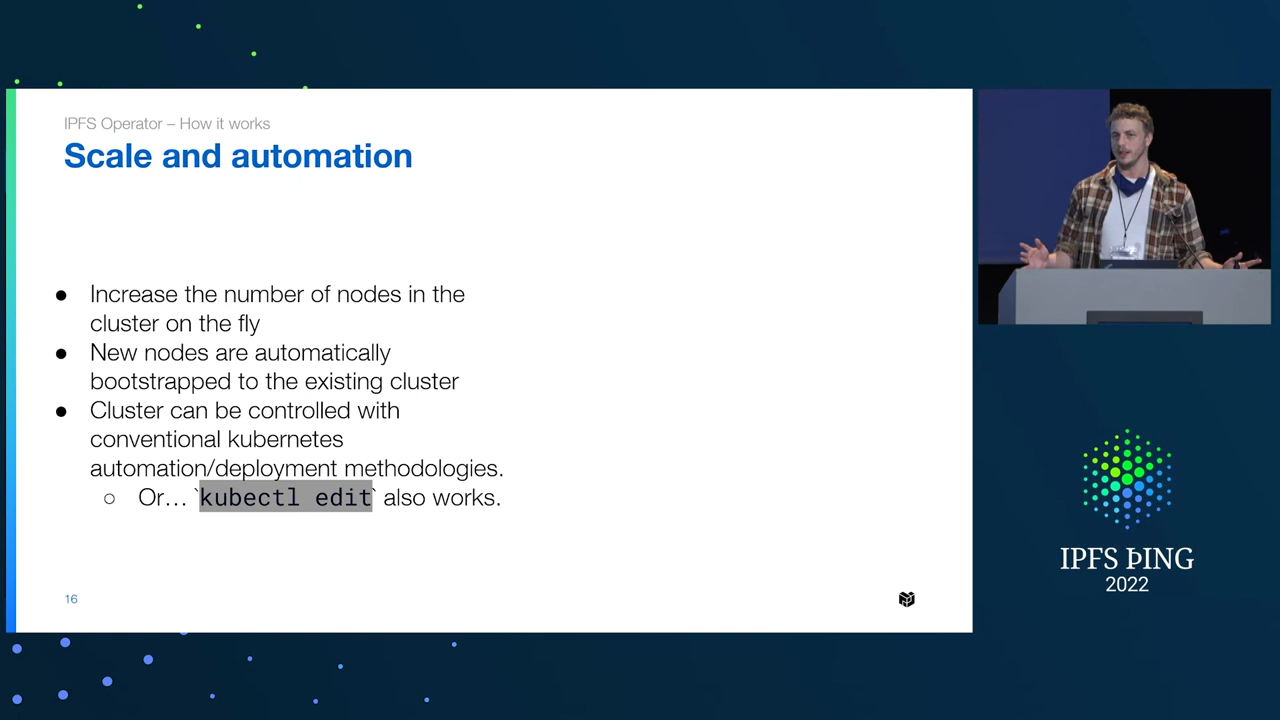 IPFS Operator – How it works
Scale and automation
● Increase the number of nodes in the
cluster on the fly
● New nodes are automatically
bootstrapped to the existing cluster
● Cluster can be controlled with
conventional kubernetes
automation/deployment methodologies.
○ Or… `kubectl edit` also works.
16
IPFS ÞING
2022